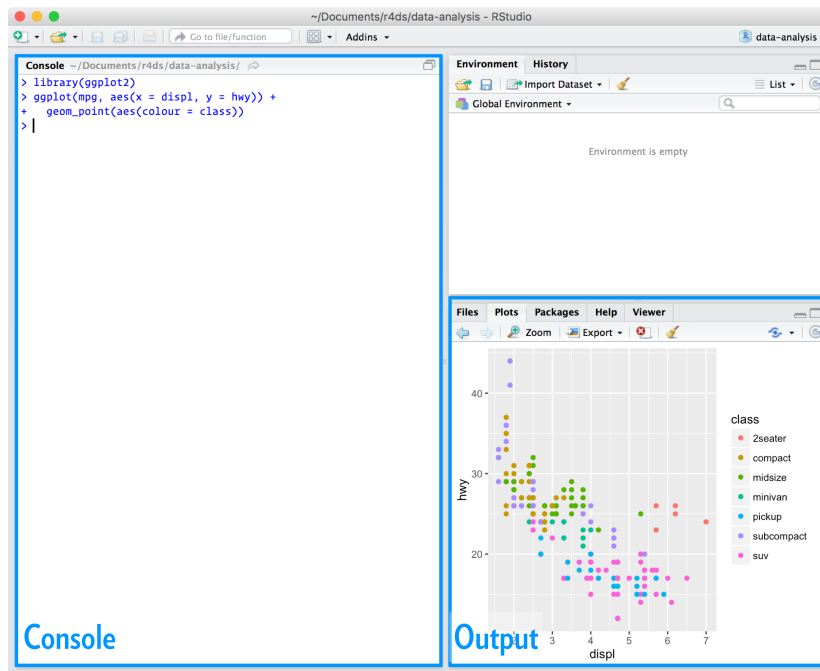 ~/Documents/r4ds/data-analysis - RStudio
Go to file/function
Addins
data-analysis
Console ~/Documents/r4ds/data-analysis/
> library(ggplot2)
> ggplot(mpg, aes(x = displ, y = hwy)) +
+   geom_point(aes(colour = class))
>
Console
Environment History
Import Dataset
List
Global Environment
Environment is empty
Files Plots Packages Help Viewer
Zoom Export
40
30
20
hwy
3 4 5 6 7
displ
class
2seater
compact
midsize
minivan
pickup
subcompact
suv
Output